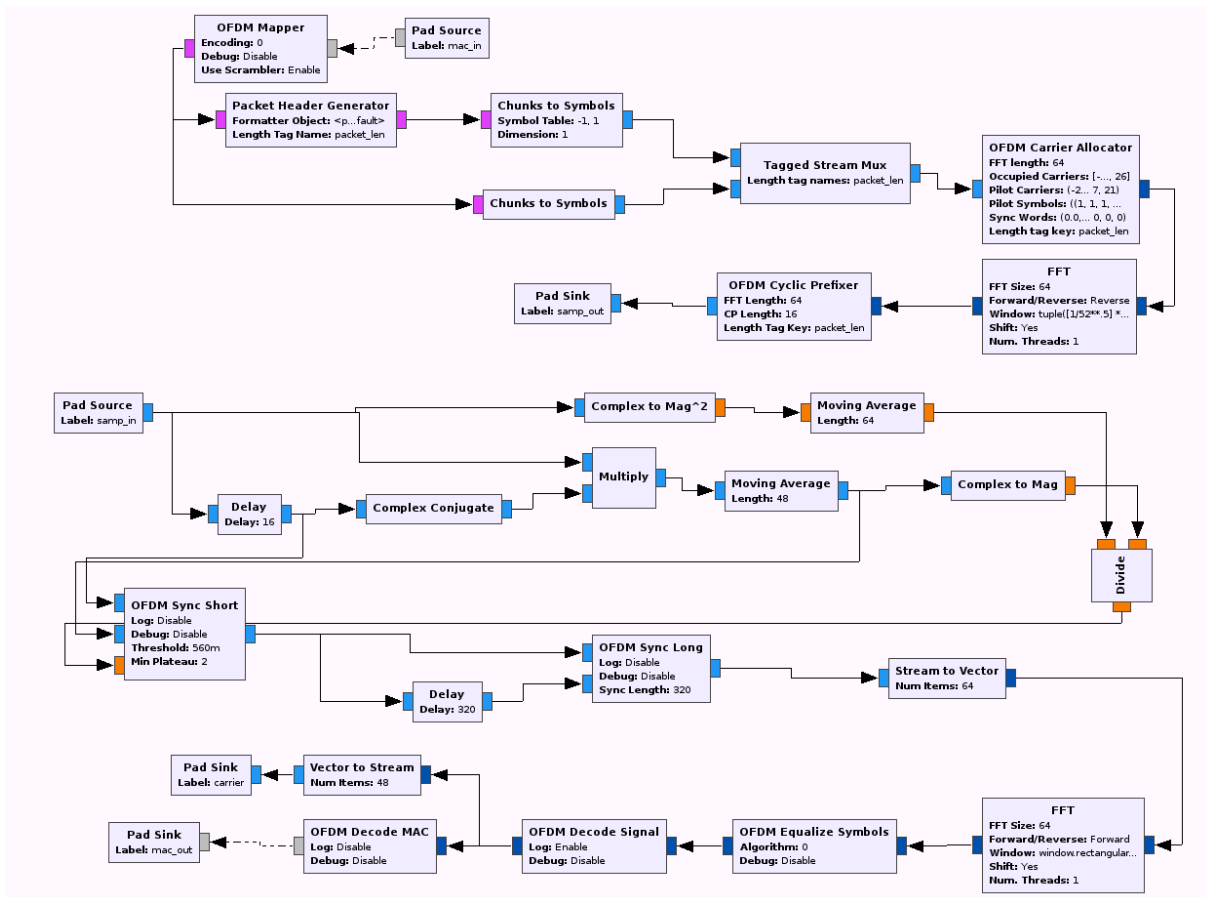 OFDM Mapper
Encoding: 0
Debug: Disable
Use Scrambler: Enable
Pad Source
Label: mac_in
Packet Header Generator
Formatter Object: <p...fault>
Length Tag Name: packet_len
Chunks to Symbols
Symbol Table: -1, 1
Dimension: 1
Chunks to Symbols
Tagged Stream Mux
Length tag names: packet_len
OFDM Carrier Allocator
FFT length: 64
Occupied Carriers: [-..., 26]
Pilot Carriers: (-2... 7, 21)
Pilot Symbols: ((1, 1, 1, ...
Sync Words: (0.0,... 0, 0, 0)
Length tag key: packet_len
Pad Sink
Label: samp_out
OFDM Cyclic Prefixer
FFT Length: 64
CP Length: 16
Length Tag Key: packet_len
FFT
FFT Size: 64
Forward/Reverse: Reverse
Window: tuple([1/52**.5] *...
Shift: Yes
Num. Threads: 1
Pad Source
Label: samp_in
Complex to Mag^2
Moving Average
Length: 64
Delay
Delay: 16
Complex Conjugate
Multiply
Moving Average
Length: 48
Complex to Mag
Divide
OFDM Sync Short
Log: Disable
Debug: Disable
Threshold: 560m
Min Plateau: 2
Delay
Delay: 320
OFDM Sync Long
Log: Disable
Debug: Disable
Sync Length: 320
Stream to Vector
Num Items: 64
Pad Sink
Label: carrier
Vector to Stream
Num Items: 48
Pad Sink
Label: mac_out
OFDM Decode MAC
Log: Disable
Debug: Disable
OFDM Decode Signal
Log: Enable
Debug: Disable
OFDM Equalize Symbols
Algorithm: 0
Debug: Disable
FFT
FFT Size: 64
Forward/Reverse: Forward
Window: window.rectangular...
Shift: Yes
Num. Threads: 1